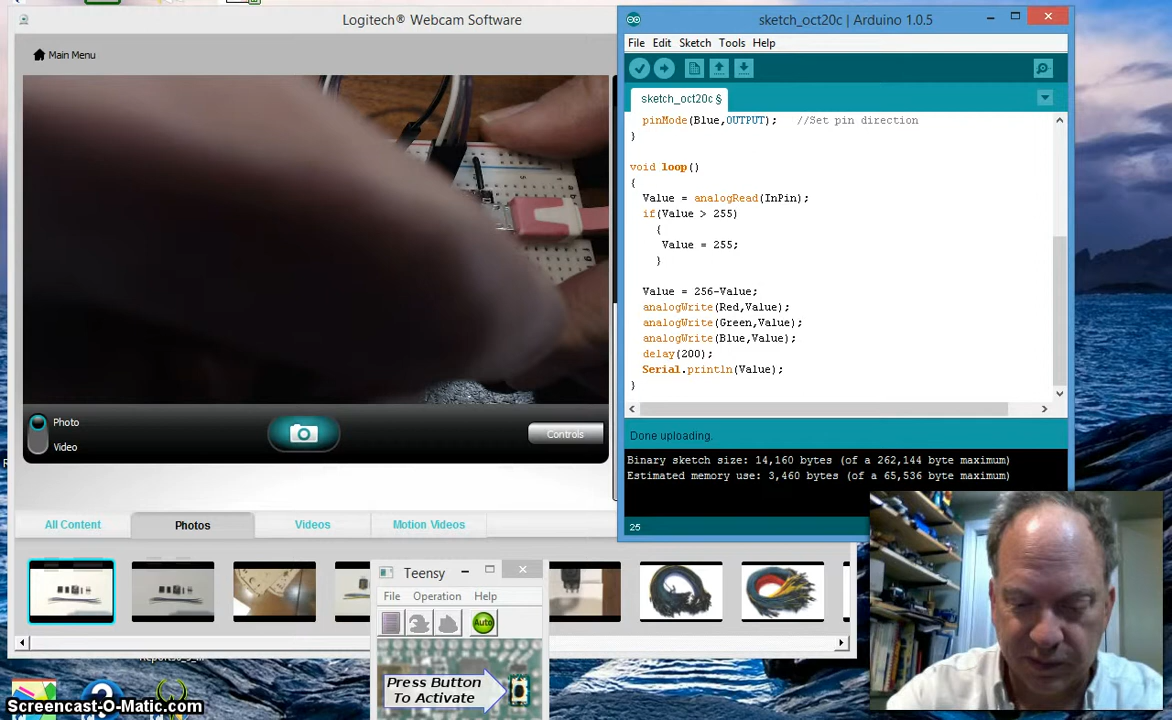 Logitech® Webcam Software
Main Menu
Photo
Video
Controls
All Content
Photos
Videos
Motion Videos
sketch_oct20c | Arduino 1.0.5
File Edit Sketch Tools Help
sketch_oct20c §
pinMode(Blue,OUTPUT); //Set pin direction
}
void loop()
{
Value = analogRead(InPin);
if(Value > 255)
{
Value = 255;
}
Value = 256-Value;
analogWrite(Red,Value);
analogWrite(Green,Value);
analogWrite(Blue,Value);
delay(200);
Serial.println(Value);
}
Done uploading.
Binary sketch size: 14,160 bytes (of a 262,144 byte maximum)
Estimated memory use: 3,460 bytes (of a 65,536 byte maximum)
25
Teensy
File Operation Help
Auto
Press Button
To Activate
Screencast-O-Matic.com